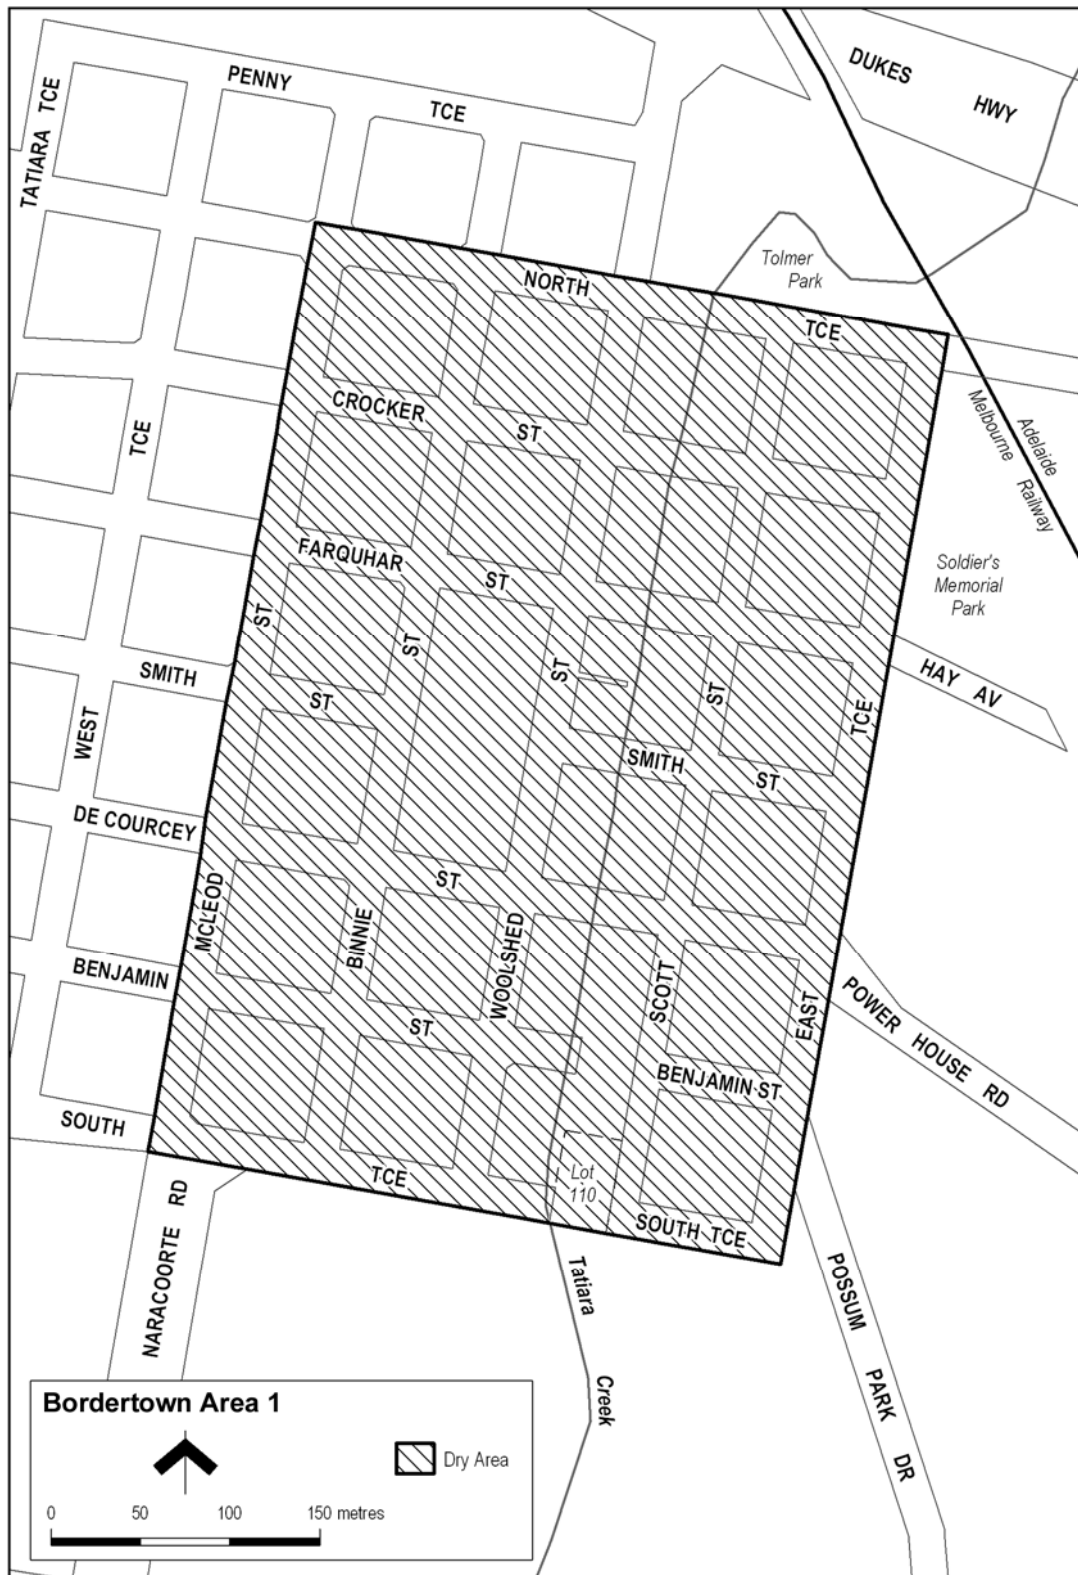 DUKES
HWY
PENNY
TCE
TATIARA TCE
Tolmer
Park
NORTH
TCE
CROCKER
ST
TCE
Adelaide
Melbourne
Railway
FARQUHAR
ST
Soldier's
Memorial
Park
ST
ST
ST
ST
HAY AV
SMITH
ST
TCE
WEST
SMITH
ST
DE COURCEY
ST
MCLEOD
BINNIE
WOOLSHED
SCOTT
EAST
BENJAMIN
ST
POWER HOUSE RD
BENJAMIN ST
SOUTH
TCE
Lot
110
SOUTH TCE
NARACOORTE RD
Tatiara
Creek
POSSUM PARK DR
Bordertown Area 1
Dry Area
0 50 100 150 metres